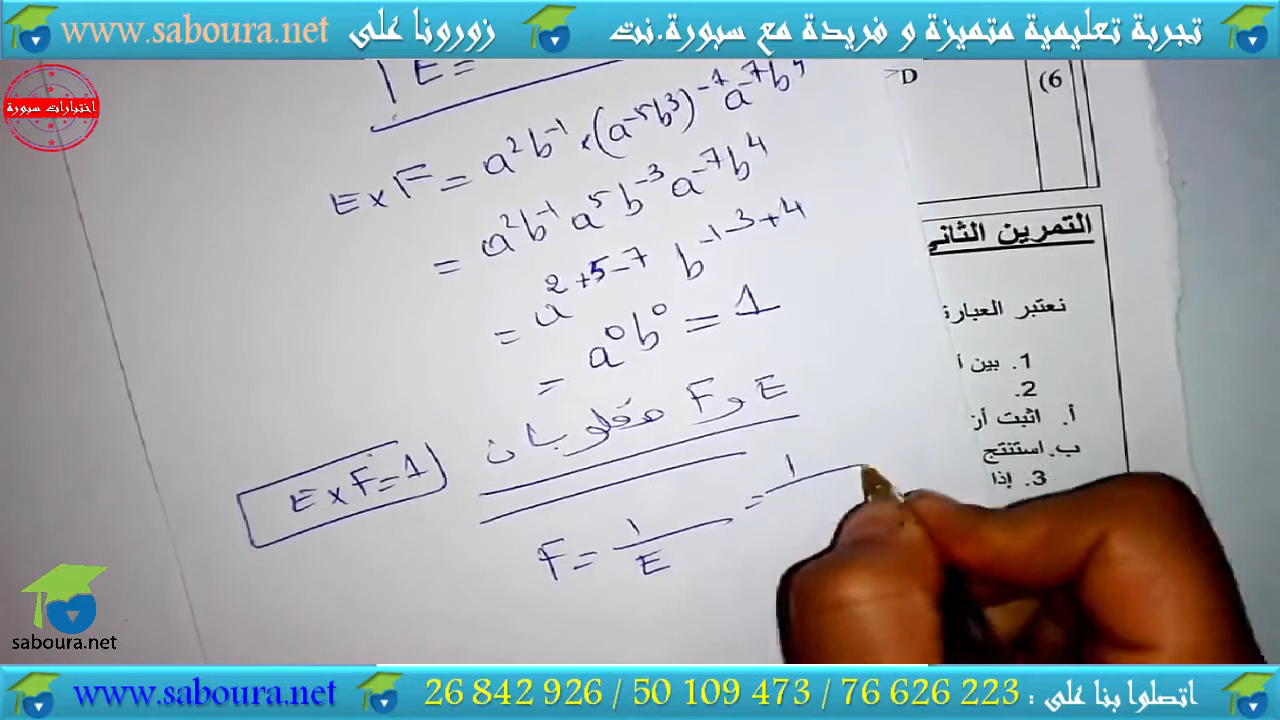 تجربة تعليمية متميزة و فريدة مع سبورة.نت زورونا على www.saboura.net
اختبارات سبورة
E =
E × F = a²b⁻¹ × (a⁻⁵b³)⁻¹ a⁻⁷b⁴
= a²b⁻¹ a⁵ b⁻³ a⁻⁷ b⁴
= a²⁺⁵⁻⁷ b⁻¹⁻³⁺⁴
= a⁰b⁰ = 1
E و F مقلوبان
E × F = 1
F = 1/E = 1
D
(6
التمرين الثاني
نعتبر العبارة
1. بين أ
2.
أ. اثبت أن
ب. استنتج
3. إذا
saboura.net
اتصلوا بنا على : 26 842 926 / 50 109 473 / 76 626 223 www.saboura.net